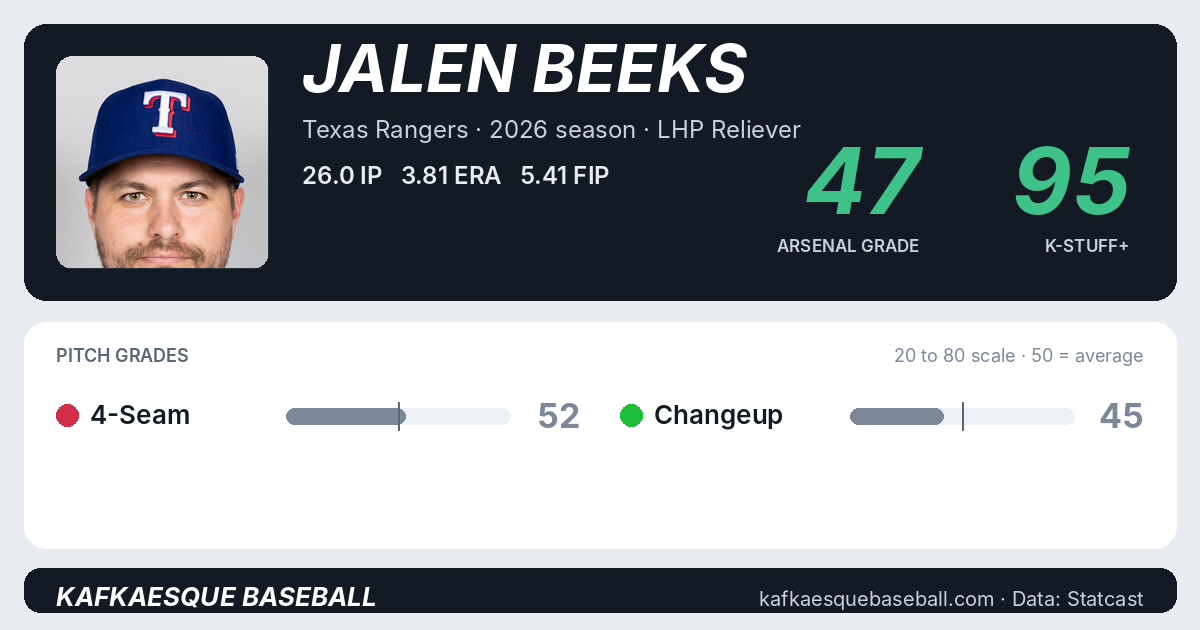 JALEN BEEKS
Texas Rangers · 2026 season · LHP Reliever
26.0 IP 3.81 ERA 5.41 FIP
47 95
ARSENAL GRADE K-STUFF+
T
PITCH GRADES 20 to 80 scale · 50 = average
4-Seam 52 Changeup 45
KAFKAESQUE BASEBALL kafkaesquebaseball.com · Data: Statcast